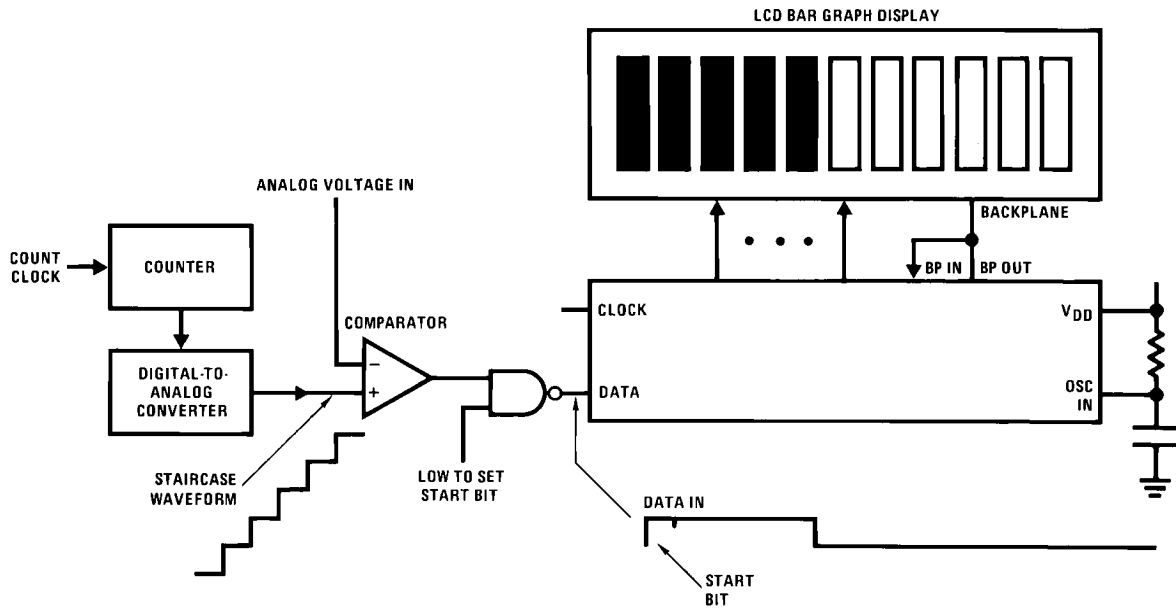 LCD BAR GRAPH DISPLAY
ANALOG VOLTAGE IN
BACKPLANE
COUNT
CLOCK
COUNTER
BP IN
BP OUT
CLOCK
VDD
COMPARATOR
−
+
DIGITAL-TO-
ANALOG
CONVERTER
DATA
OSC
IN
STAIRCASE
WAVEFORM
LOW TO SET
START BIT
DATA IN
START
BIT